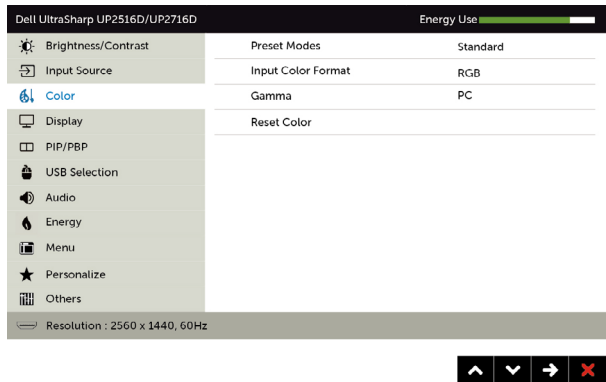 Dell UltraSharp UP2516D/UP2716D Energy Use
Brightness/Contrast
Input Source
Color
Display
PIP/PBP
USB Selection
Audio
Energy
Menu
Personalize
Others
Preset Modes Standard
Input Color Format RGB
Gamma PC
Reset Color
Resolution : 2560 x 1440, 60Hz